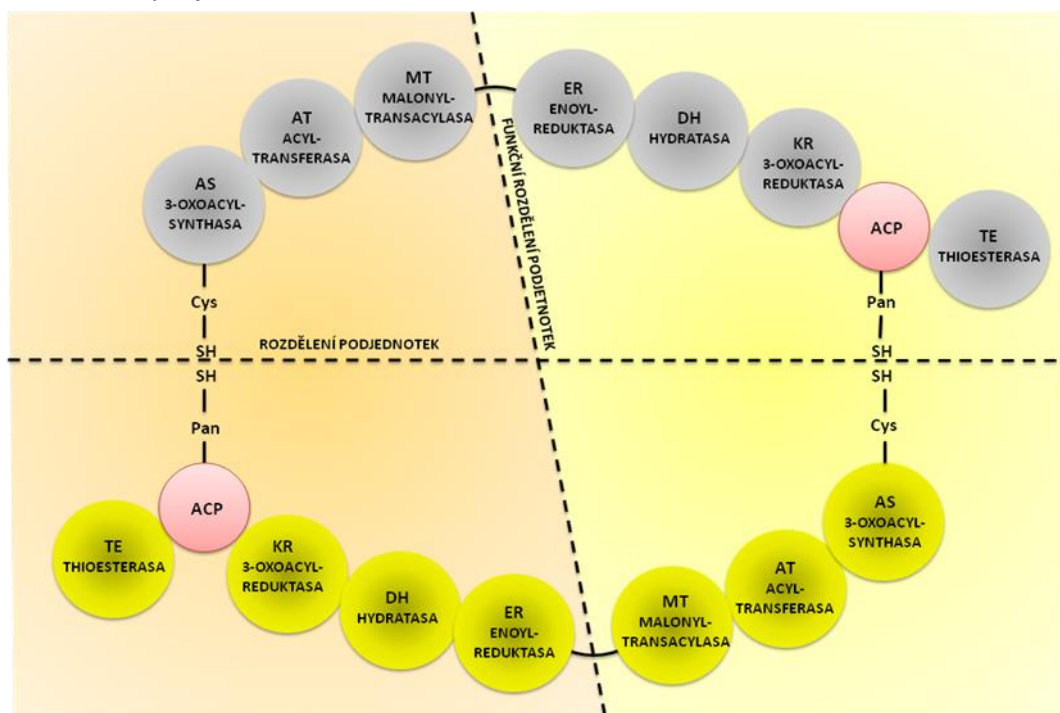 MT
MALONYL-
TRANSACYLASA
AT
ACYL-
TRANSFERASA
AS
3-OXOACYL-
SYNTHASA
Cys
SH
ER
ENOYL-
REDUKTASA
DH
HYDRATASA
KR
3-OXOACYL-
REDUKTASA
ACP
TE
THIOESTERASA
Pan
SH
FUNKČNÍ ROZDĚLENÍ PODJETNOTEK
ROZDĚLENÍ PODJEDNOTEK
SH
Pan
ACP
TE
THIOESTERASA
KR
3-OXOACYL-
REDUKTASA
DH
HYDRATASA
ER
ENOYL-
REDUKTASA
SH
Cys
AS
3-OXOACYL-
SYNTHASA
AT
ACYL-
TRANSFERASA
MT
MALONYL-
TRANSACYLASA